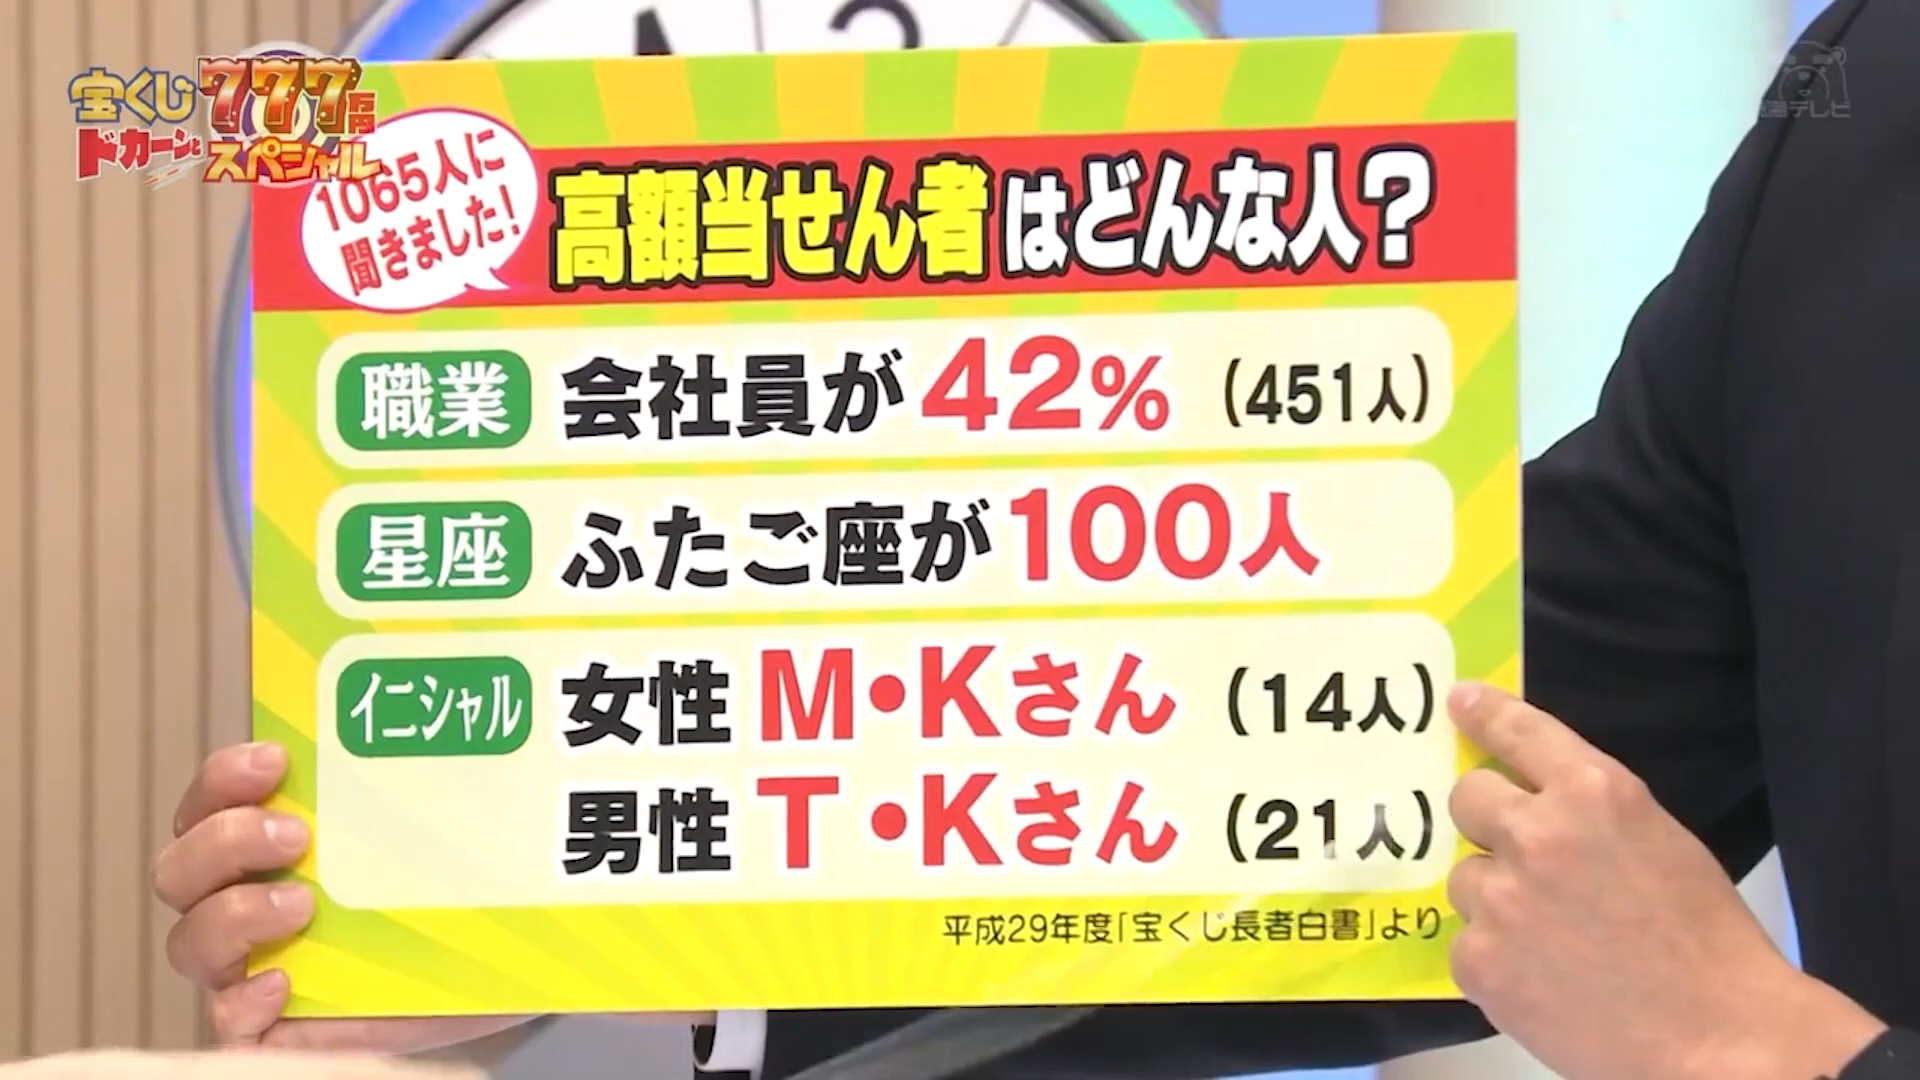 宝くじ777万円
ドカーンとスペシャル
テレビ
1065人に
聞きました!
高額当せん者はどんな人?
職業 会社員が42% (451人)
星座 ふたご座が100人
イニシャル 女性 M・Kさん (14人)
男性 T・Kさん (21人)
平成29年度「宝くじ長者白書」より